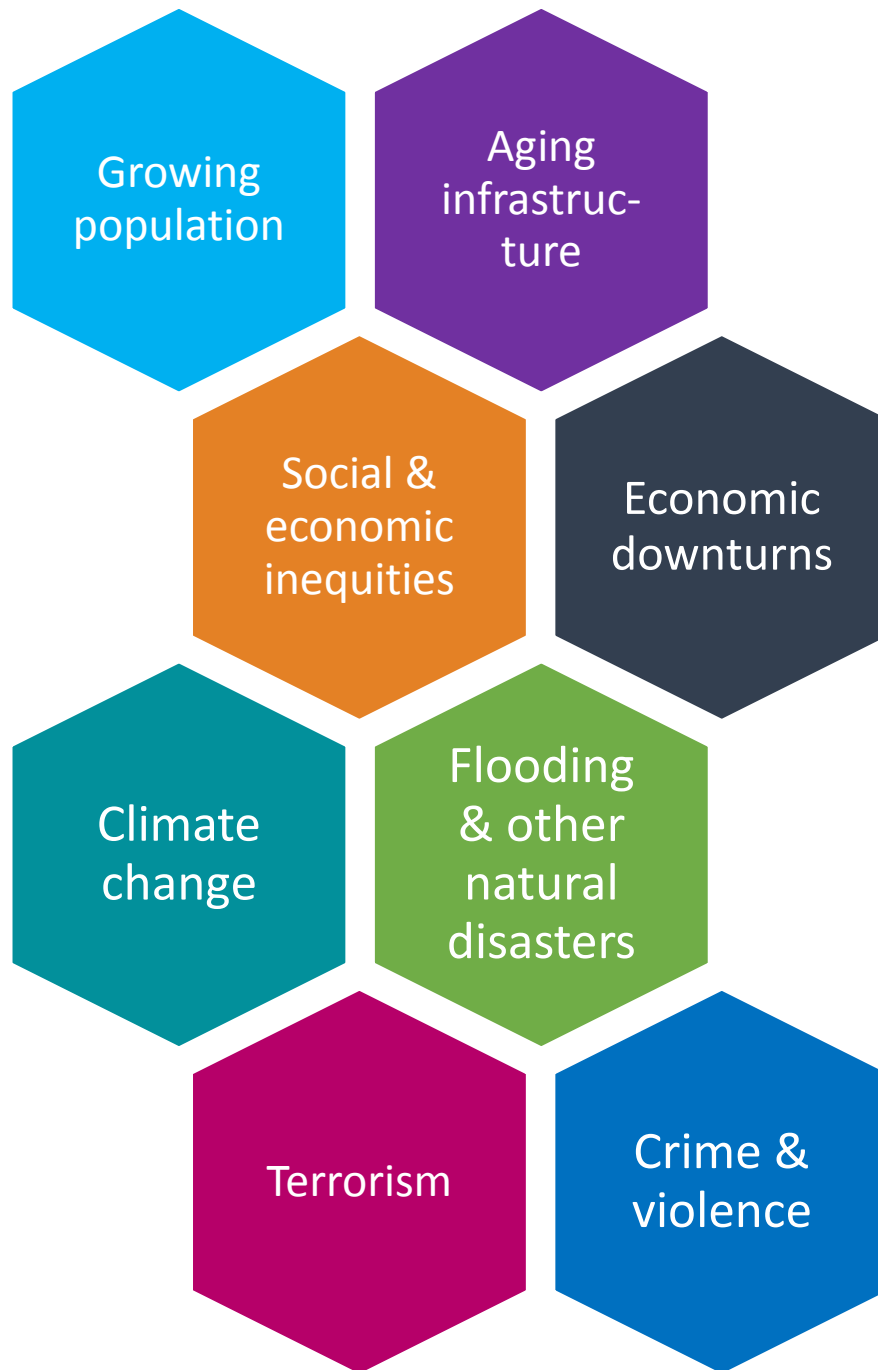 Growing
population
Aging
infrastruc-
ture
Social &
economic
inequities
Economic
downturns
Climate
change
Flooding
& other
natural
disasters
Terrorism
Crime &
violence